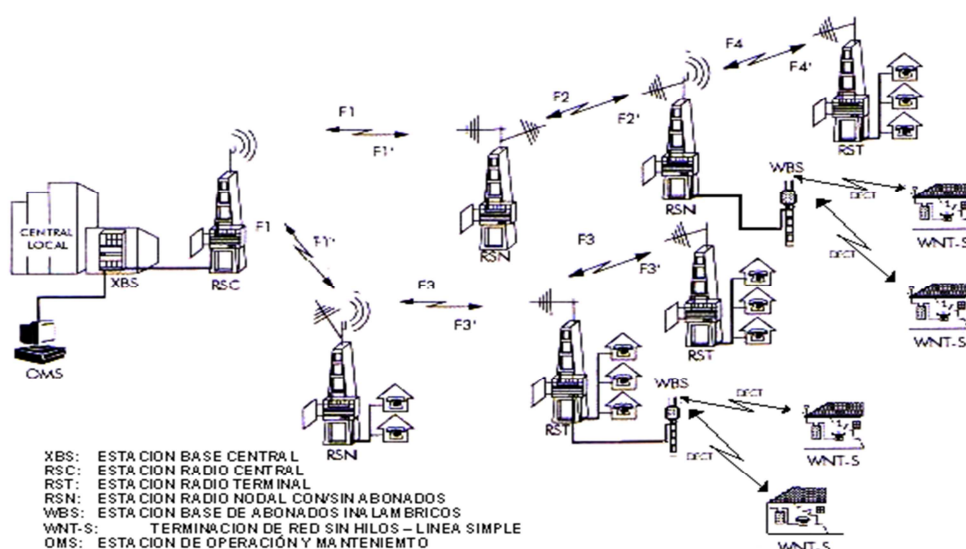 F4
F4'
F2
F2'
F1
F1'
RST
WBS
DECT
WNT-S
RSN
RSN
CENTRAL
LOCAL
XBS
RSC
F1
F1'
F3
F3'
DECT
WNT-S
F3
F3'
RST
OMS
RSN
RST
WBS
DECT
WNT-S
DECT
WNT-S
XBS: ESTACION BASE CENTRAL
RSC: ESTACION RADIO CENTRAL
RST: ESTACION RADIO TERMINAL
RSN: ESTACION RADIO NODAL CON/SIN ABONADOS
WBS: ESTACION BASE DE ABONADOS INALAMBRICOS
WNT-S: TERMINACION DE RED SIN HILOS – LINEA SIMPLE
OMS: ESTACION DE OPERACIÓN Y MANTENIEMTO